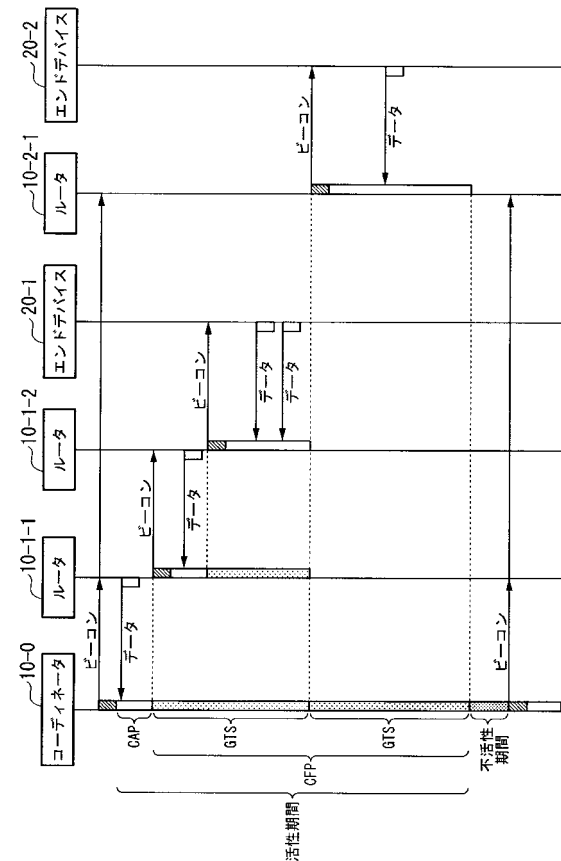 10-0
コーディネータ
10-1-1
ルータ
10-1-2
ルータ
20-1
エンドデバイス
10-2-1
ルータ
20-2
エンドデバイス
ビーコン
データ
ビーコン
データ
ビーコン
データ
データ
ビーコン
データ
ビーコン
CAP
GTS
GTS
CFP
活性期間
不活性
期間